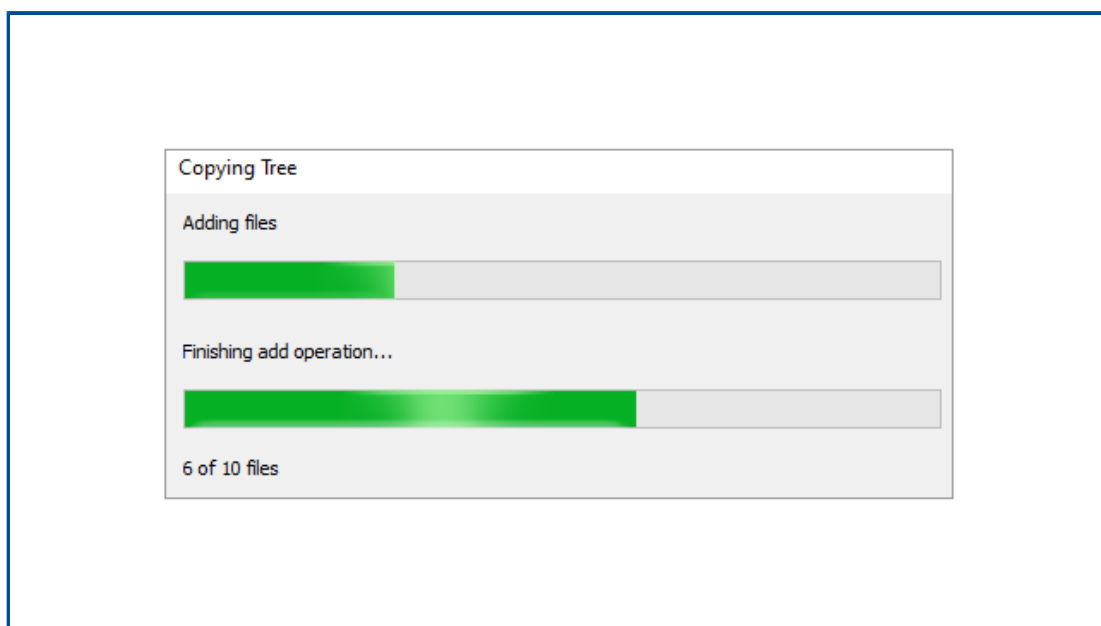 Copying Tree
Adding files
Finishing add operation...
6 of 10 files